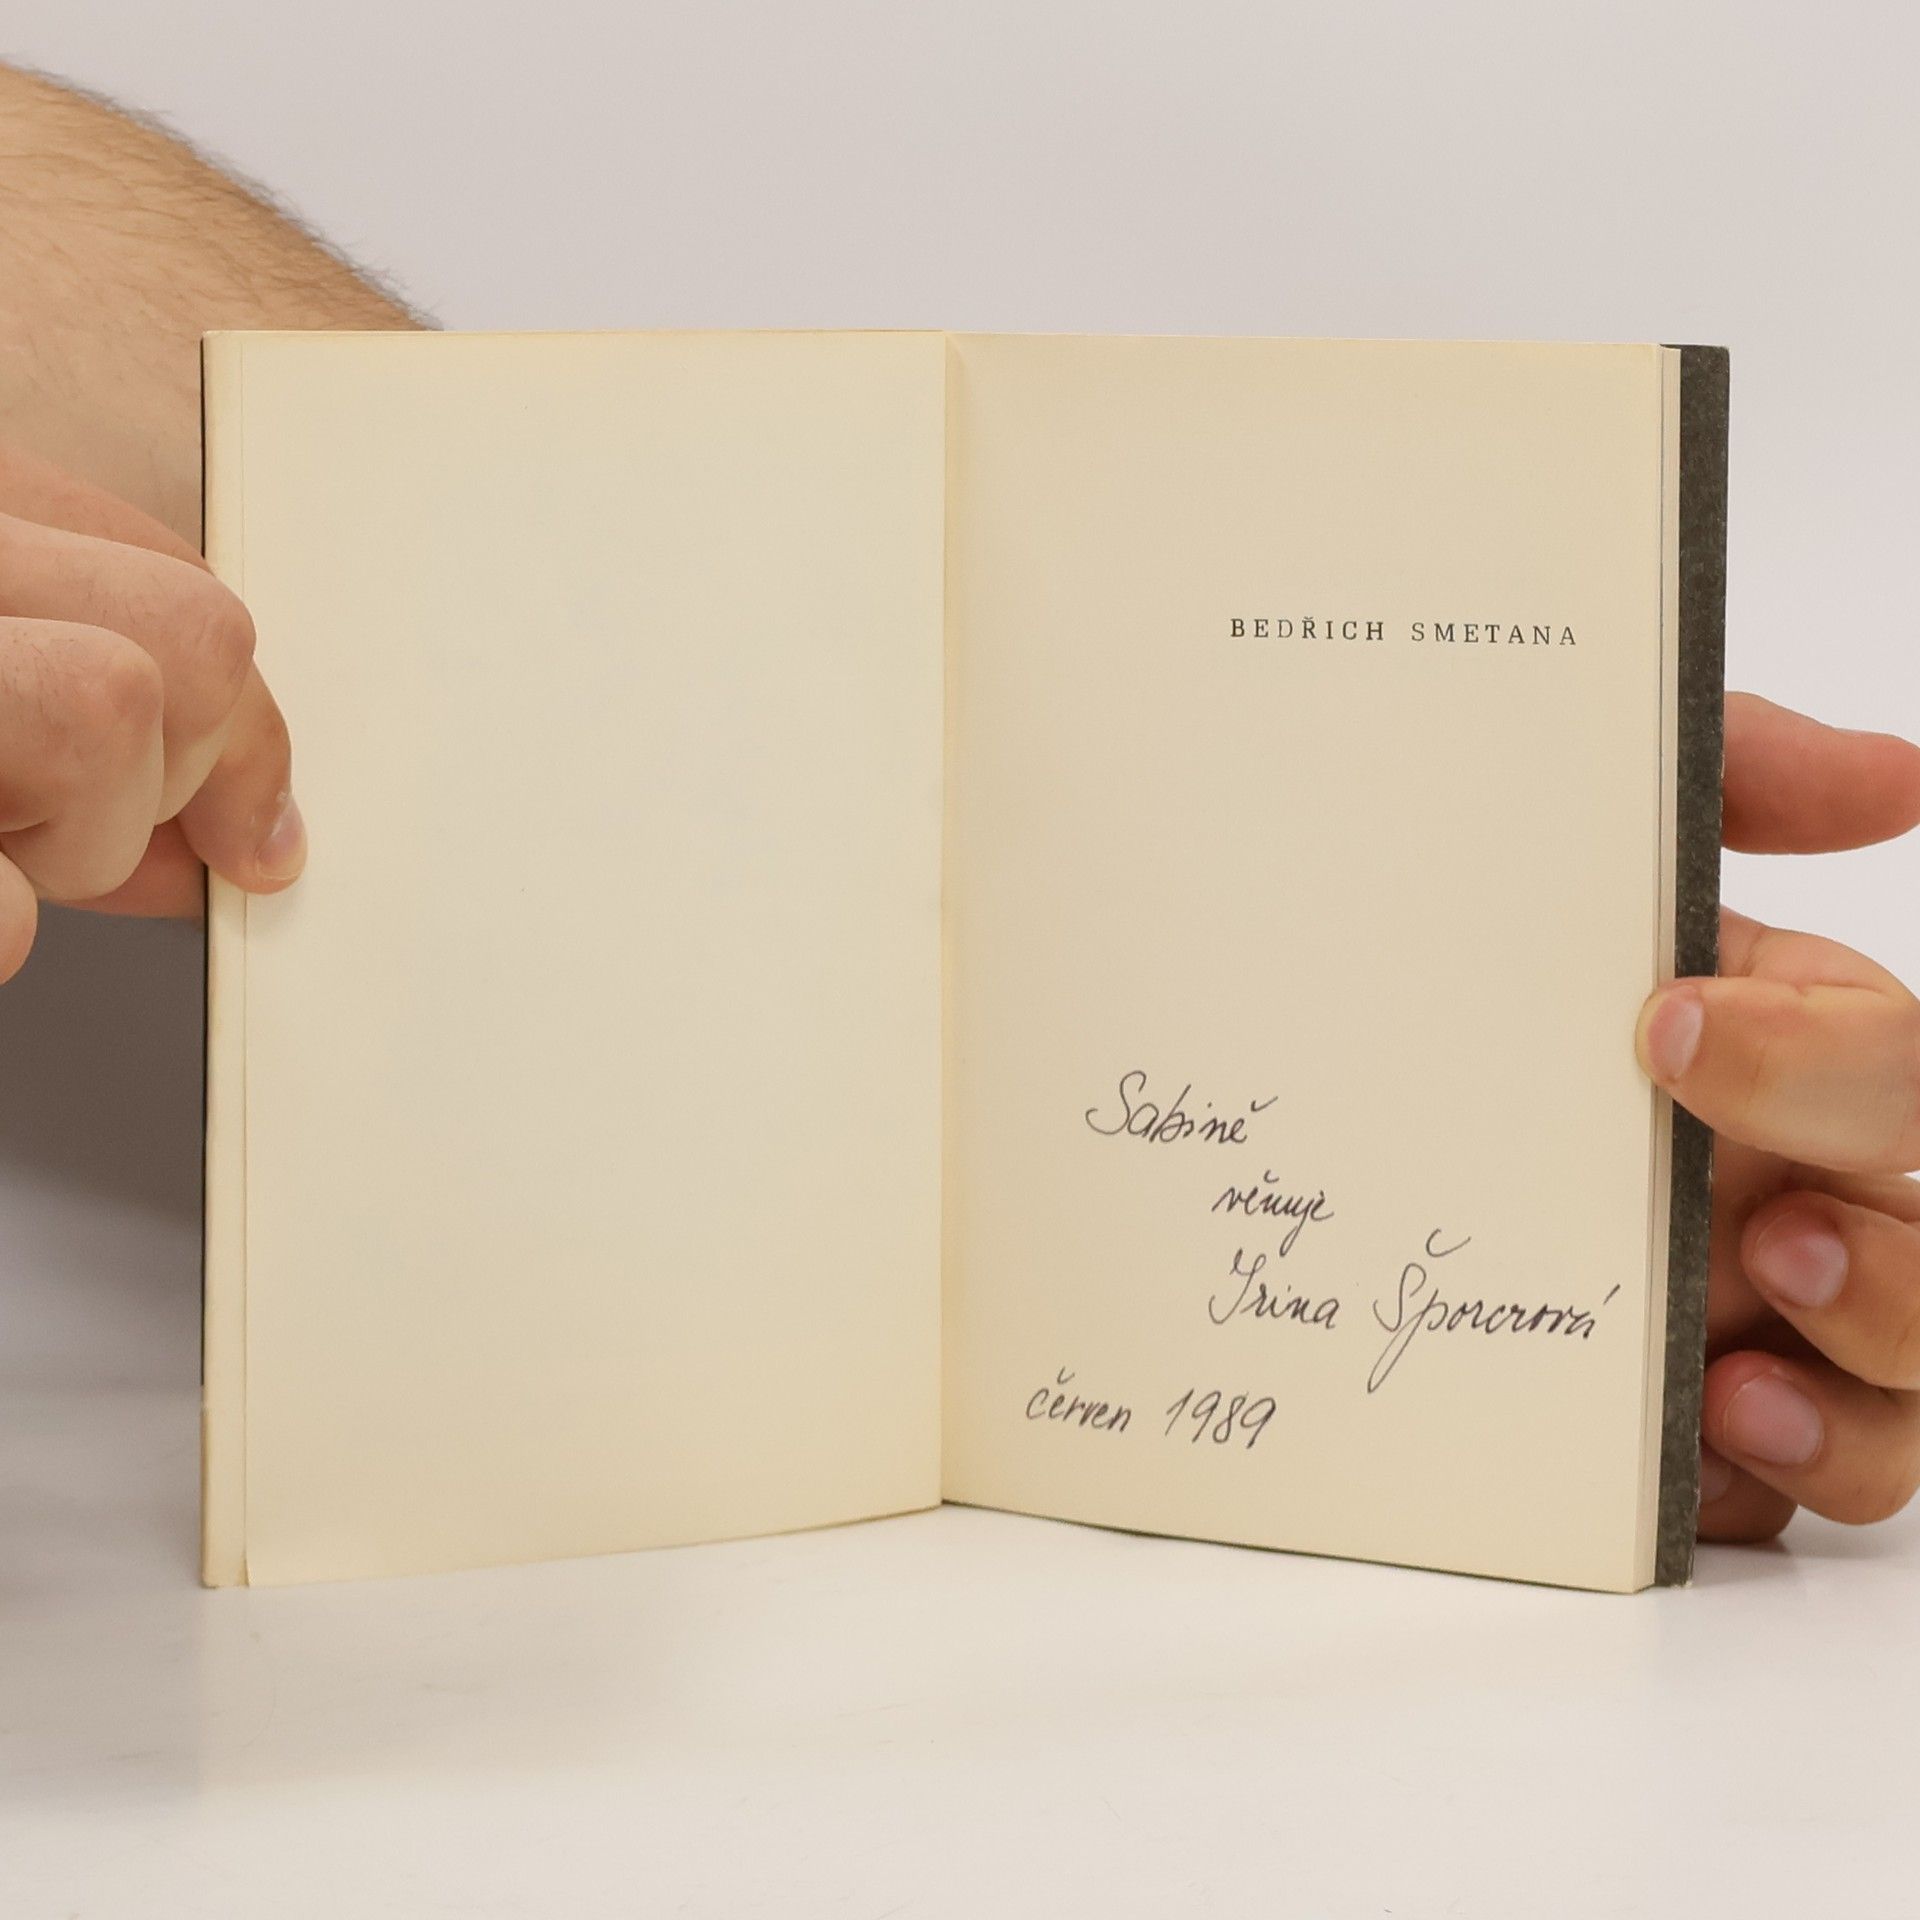 BEDŘICH SMETANA
Sabině
věnuje
Irina Šporcrová
červen 1989